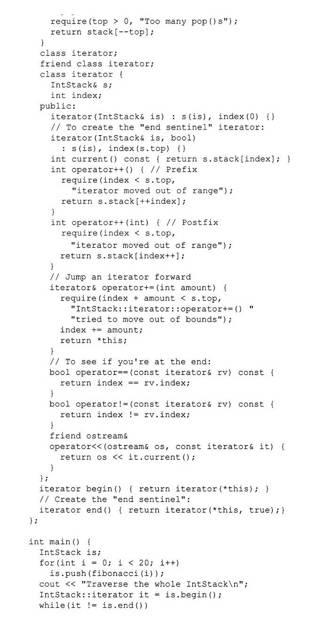 require(top > 0, "Too many pop()s");
return stack[--top];
}
class iterator;
friend class iterator;
class iterator {
IntStack& s;
int index;
public:
iterator(IntStack& is) : s(is), index(0) {}
// To create the "end sentinel" iterator:
iterator(IntStack& is, bool)
: s(is), index(s.top) {}
int current() const { return s.stack[index]; }
int operator++() { // Prefix
require(index < s.top,
"iterator moved out of range");
return s.stack[++index];
}
int operator++(int) { // Postfix
require(index < s.top,
"iterator moved out of range");
return s.stack[index++];
}
// Jump an iterator forward
iterator& operator+=(int amount) {
require(index + amount < s.top,
"IntStack::iterator::operator+=() "
"tried to move out of bounds");
index += amount;
return *this;
}
// To see if you're at the end:
bool operator==(const iterator& rv) const {
return index == rv.index;
}
bool operator!=(const iterator& rv) const {
return index != rv.index;
}
friend ostream&
operator<<(ostream& os, const iterator& it) {
return os << it.current();
}
};
iterator begin() { return iterator(*this); }
// Create the "end sentinel":
iterator end() { return iterator(*this, true);}
};
int main() {
IntStack is;
for(int i = 0; i < 20; i++)
is.push(fibonacci(i));
cout << "Traverse the whole IntStack\n";
IntStack::iterator it = is.begin();
while(it != is.end())